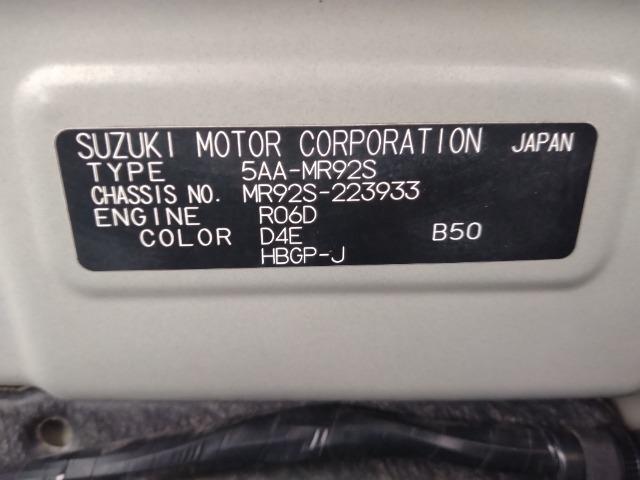 SUZUKI MOTOR CORPORATION JAPAN
TYPE 5AA-MR92S
CHASSIS NO. MR92S-223933
ENGINE R06D
COLOR D4E B50
HBGP-J